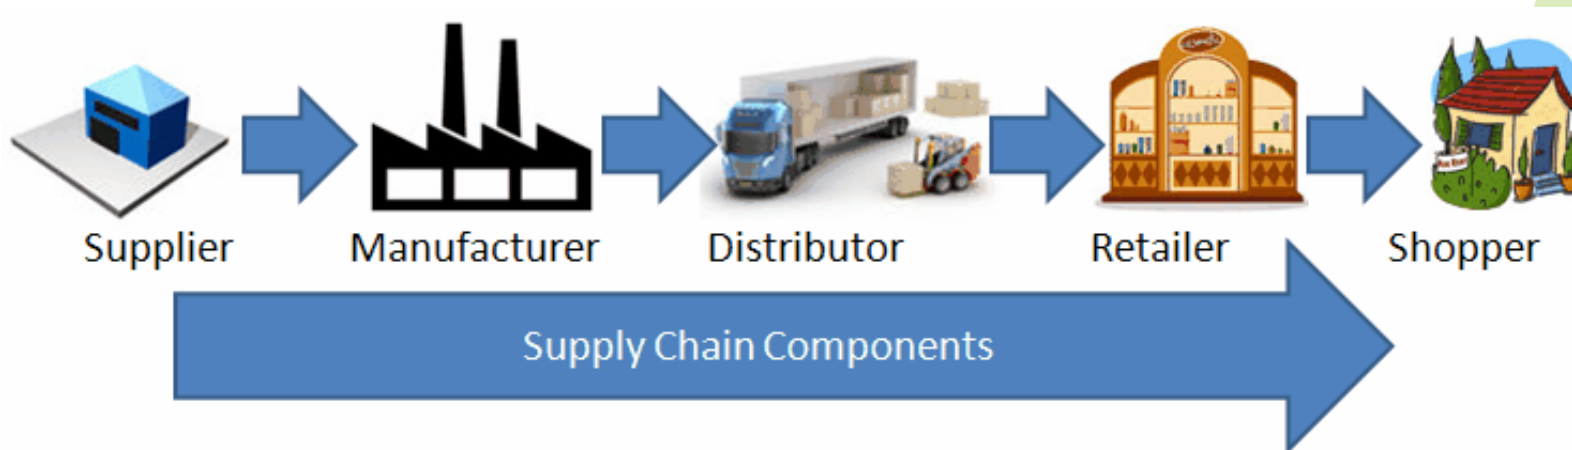 Supplier
Manufacturer
Distributor
Retailer
Shopper
Supply Chain Components